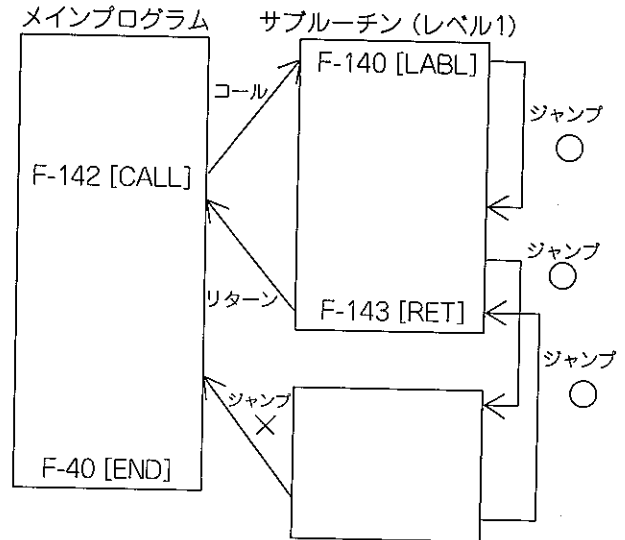 メインプログラム
サブルーチン（レベル1）
F-140 [LABL]
コール
ジャンプ
○
F-142 [CALL]
ジャンプ
○
リターン
F-143 [RET]
ジャンプ
○
ジャンプ
×
F-40 [END]